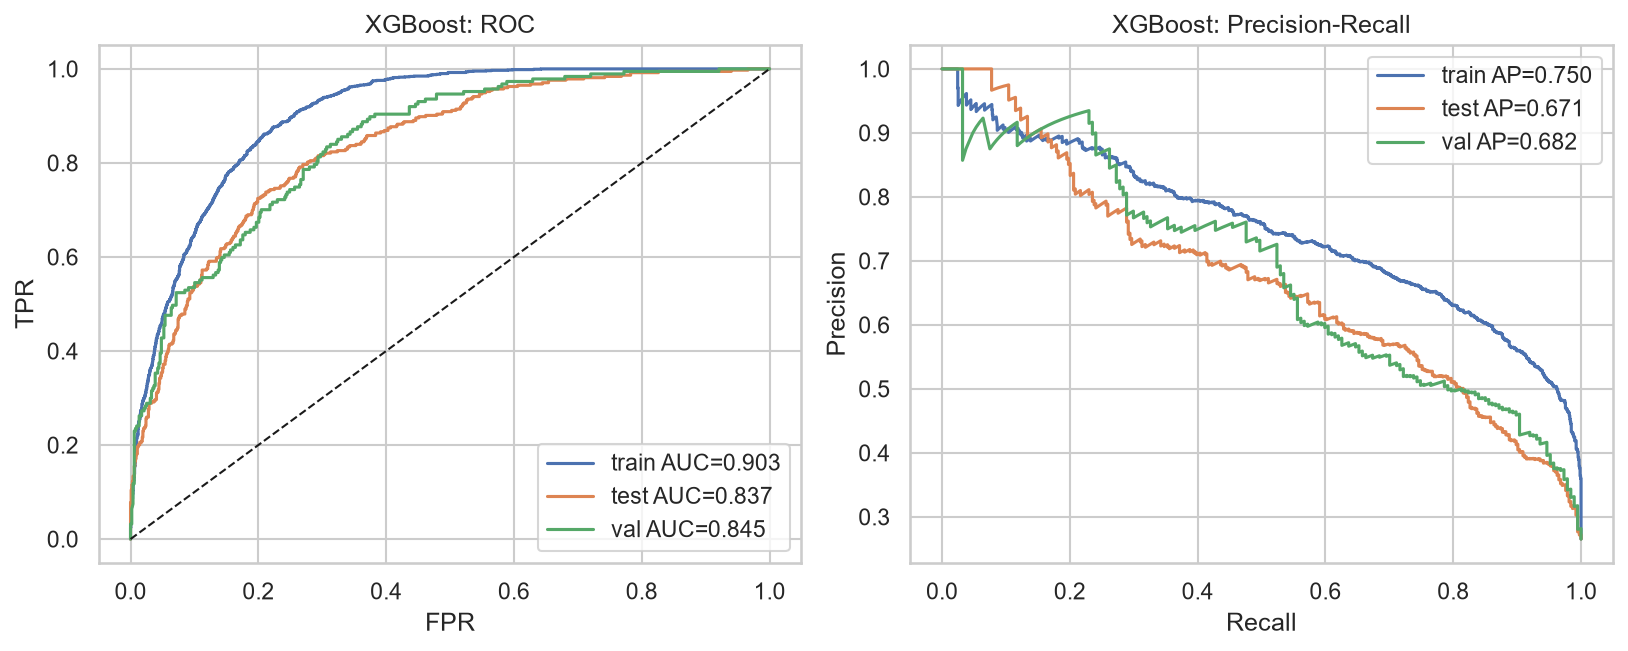 XGBoost: ROC
1.0
0.8
0.6
0.4
0.2
0.0
TPR
0.0 0.2 0.4 0.6 0.8 1.0
FPR
train AUC=0.903
test AUC=0.837
val AUC=0.845
XGBoost: Precision-Recall
1.0
0.9
0.8
0.7
0.6
0.5
0.4
0.3
Precision
0.0 0.2 0.4 0.6 0.8 1.0
Recall
train AP=0.750
test AP=0.671
val AP=0.682